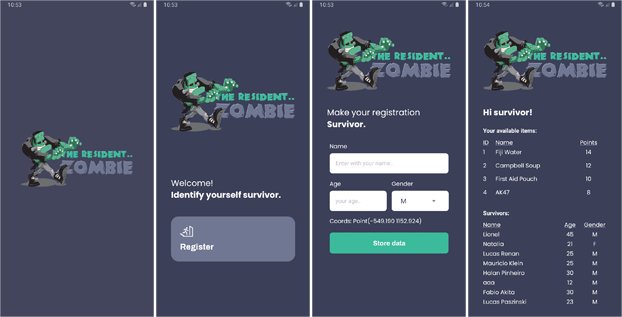 10:53
THE RESIDENT..
ZOMBIE
10:53
THE RESIDENT..
ZOMBIE
Welcome!
Identify yourself survivor.
Register
10:53
THE RESIDENT..
ZOMBIE
Make your registration
Survivor.
Name
Enter with your name..
Age Gender
your age.. M
Coords: Point(-549.100 1152.924)
Store data
10:54
THE RESIDENT..
ZOMBIE
Hi survivor!
Your available items:
ID Name Points
1 Fiji Water 14
2 Campbell Soup 12
3 First Aid Pouch 10
4 AK47 8
Survivors:
Name Age Gender
Lionel 45 M
Natalia 21 F
Lucas Renan 25 M
Mauricio Klein 25 M
Halan Pinheiro 30 M
aaa 12 M
Fabio Akita 30 M
Lucas Paszinski 23 M